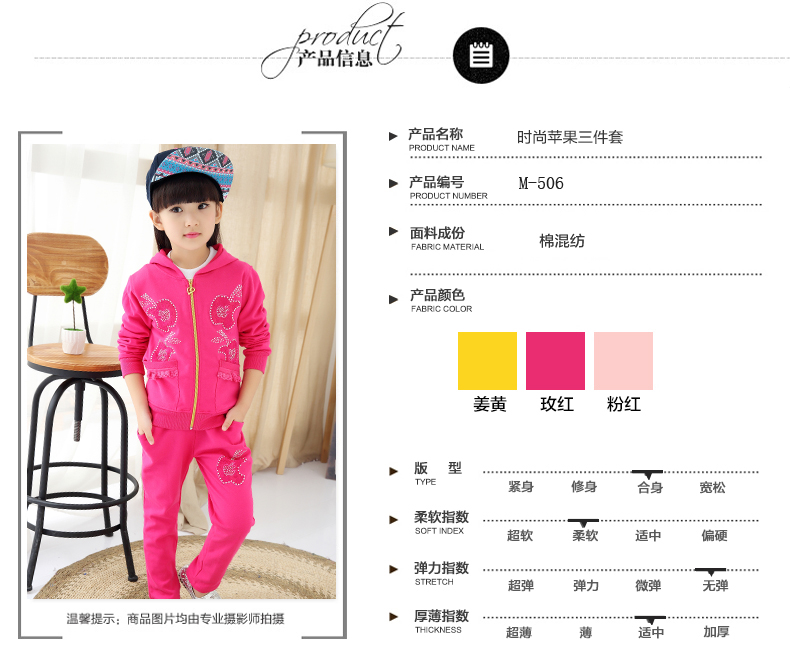 product
产品信息
产品名称 时尚苹果三件套
PRODUCT NAME
产品编号 M-506
PRODUCT NUMBER
面料成份 棉混纺
FABRIC MATERIAL
产品颜色
FABRIC COLOR
姜黄 玫红 粉红
版 型
TYPE
紧身 修身 合身 宽松
柔软指数
SOFT INDEX
超软 柔软 适中 偏硬
弹力指数
STRETCH
超弹 弹力 微弹 无弹
厚薄指数
THICKNESS
超薄 薄 适中 加厚
温馨提示：商品图片均由专业摄影师拍摄